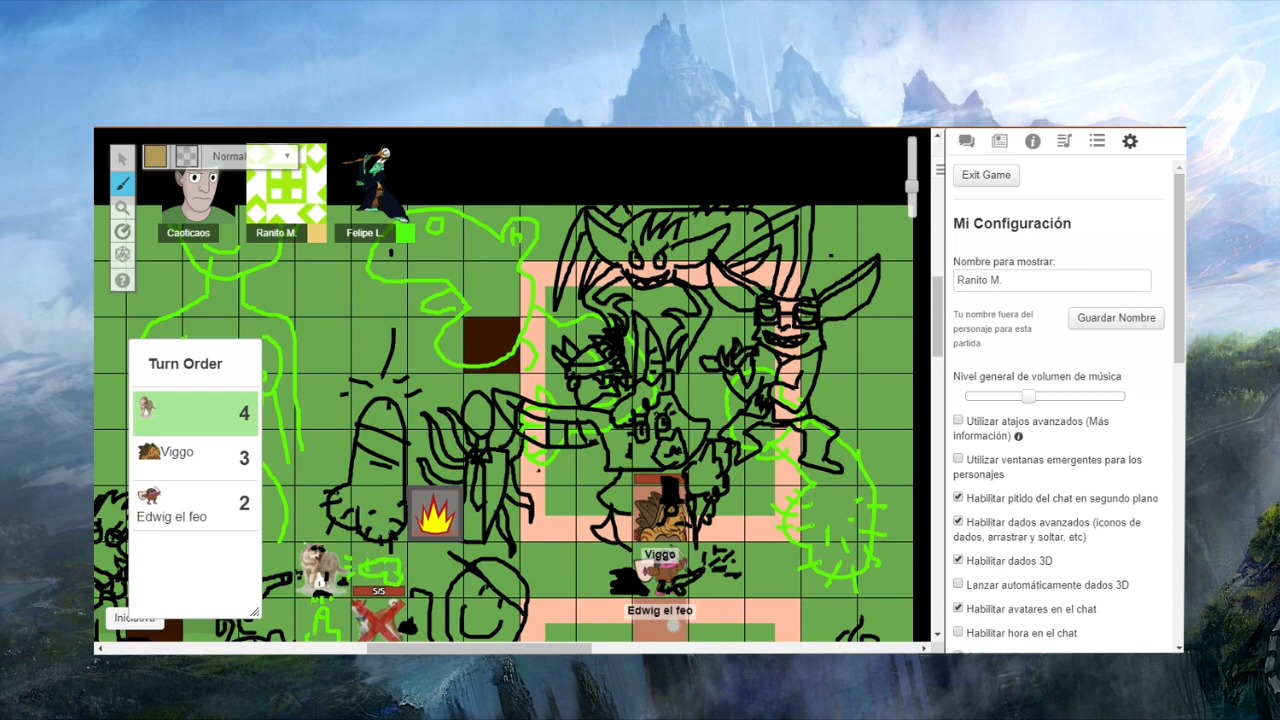 Normal
Caoticaos
Ranito M.
Felipe L.
Turn Order
4
Viggo
3
Edwig el feo
2
5/5
Viggo
Edwig el feo
Exit Game
Mi Configuración
Nombre para mostrar:
Ranito M.
Tu nombre fuera del
personaje para esta
partida.
Guardar Nombre
Nivel general de volumen de música
Utilizar atajos avanzados (Más
información)
Utilizar ventanas emergentes para los
personajes
Habilitar pitido del chat en segundo plano
Habilitar dados avanzados (iconos de
dados, arrastrar y soltar, etc)
Habilitar dados 3D
Lanzar automáticamente dados 3D
Habilitar avatares en el chat
Habilitar hora en el chat